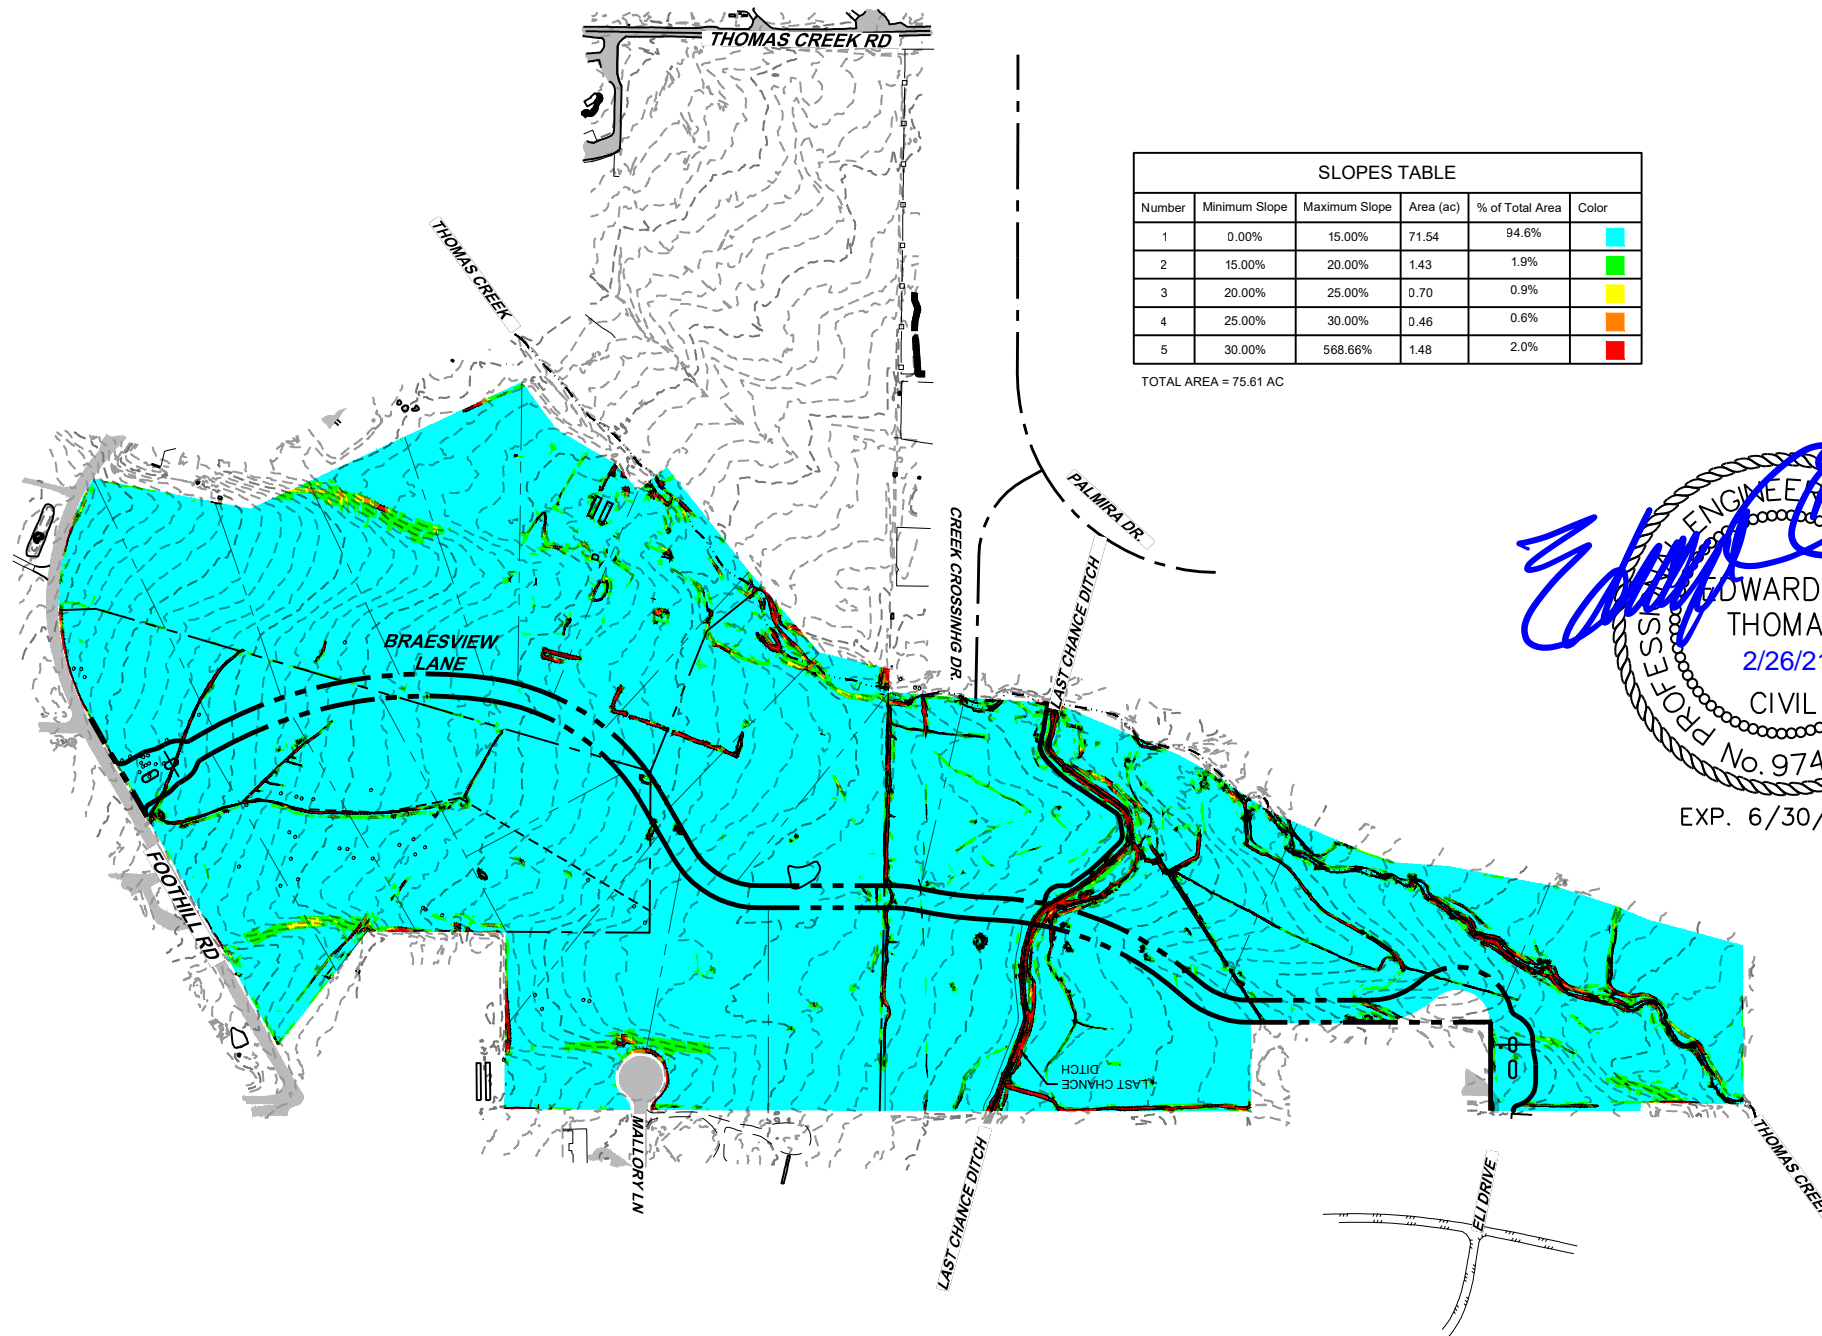 THOMAS CREEK RD
SLOPES TABLE
Number Minimum Slope Maximum Slope Area (ac) % of Total Area Color
1 0.00% 15.00% 71.54 94.6%
2 15.00% 20.00% 1.43 1.9%
3 20.00% 25.00% 0.70 0.9%
4 25.00% 30.00% 0.46 0.6%
5 30.00% 568.66% 1.48 2.0%
TOTAL AREA = 75.61 AC
THOMAS CREEK
PALMIRA DR.
CREEK CROSSINHG DR.
LAST CHANCE DITCH
BRAESVIEW
LANE
FOOTHILL RD
MALLORY LN
LAST CHANCE
DITCH
LAST CHANCE DITCH
ELI DRIVE
THOMAS CREEK
PROFESSIONAL ENGINEER
EDWARD
THOMA
2/26/21
CIVIL
No. 974
EXP. 6/30/